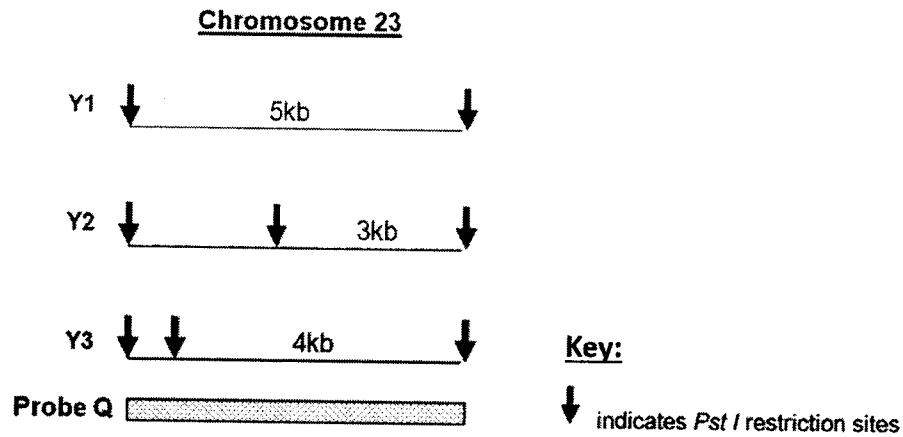 Chromosome 23
Y1
5kb
Y2
3kb
Y3
4kb
Key:
Probe Q
indicates Pst I restriction sites